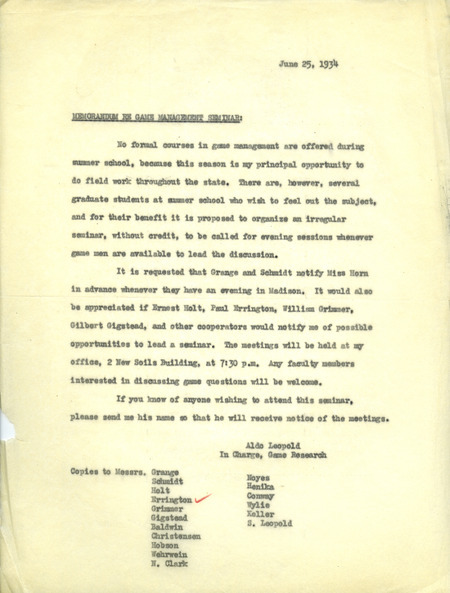 June 25, 1934
MEMORANDUM RE GAME MANAGEMENT SEMINAR:
No formal courses in game management are offered during
summer school, because this season is my principal opportunity to
do field work throughout the state. There are, however, several
graduate students at summer school who wish to feel out the subject,
and for their benefit it is proposed to organize an irregular
seminar, without credit, to be called for evening sessions whenever
game men are available to lead the discussion.
It is requested that Grange and Schmidt notify Miss Horn
in advance whenever they have an evening in Madison. It would also
be appreciated if Ernest Holt, Paul Errington, William Grimmer,
Gilbert Gigstead, and other cooperators would notify me of possible
opportunities to lead a seminar. The meetings will be held at my
office, 2 New Soils Building, at 7:30 p.m. Any faculty members
interested in discussing game questions will be welcome.
If you know of anyone wishing to attend this seminar,
please send me his name so that he will receive notice of the meetings.
Aldo Leopold
In Charge, Game Research
Copies to Messrs. Grange
Schmidt
Holt
Errington
Grimmer
Gigstead
Baldwin
Christensen
Hobson
Wehrwein
N. Clark
Noyes
Henika
Conway
Wylie
Keller
S. Leopold